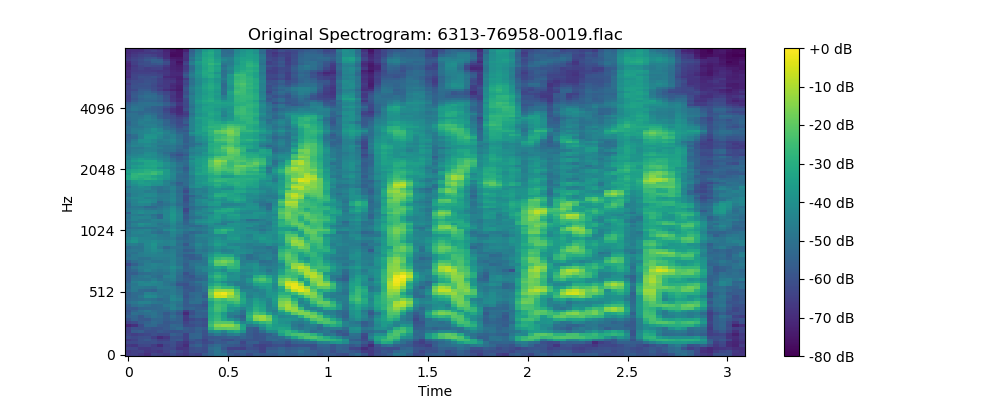 Original Spectrogram: 6313-76958-0019.flac
+0 dB
4096
-10 dB
-20 dB
2048
-30 dB
Hz
-40 dB
1024
-50 dB
512
-60 dB
-70 dB
0
-80 dB
0 0.5 1 1.5 2 2.5 3
Time